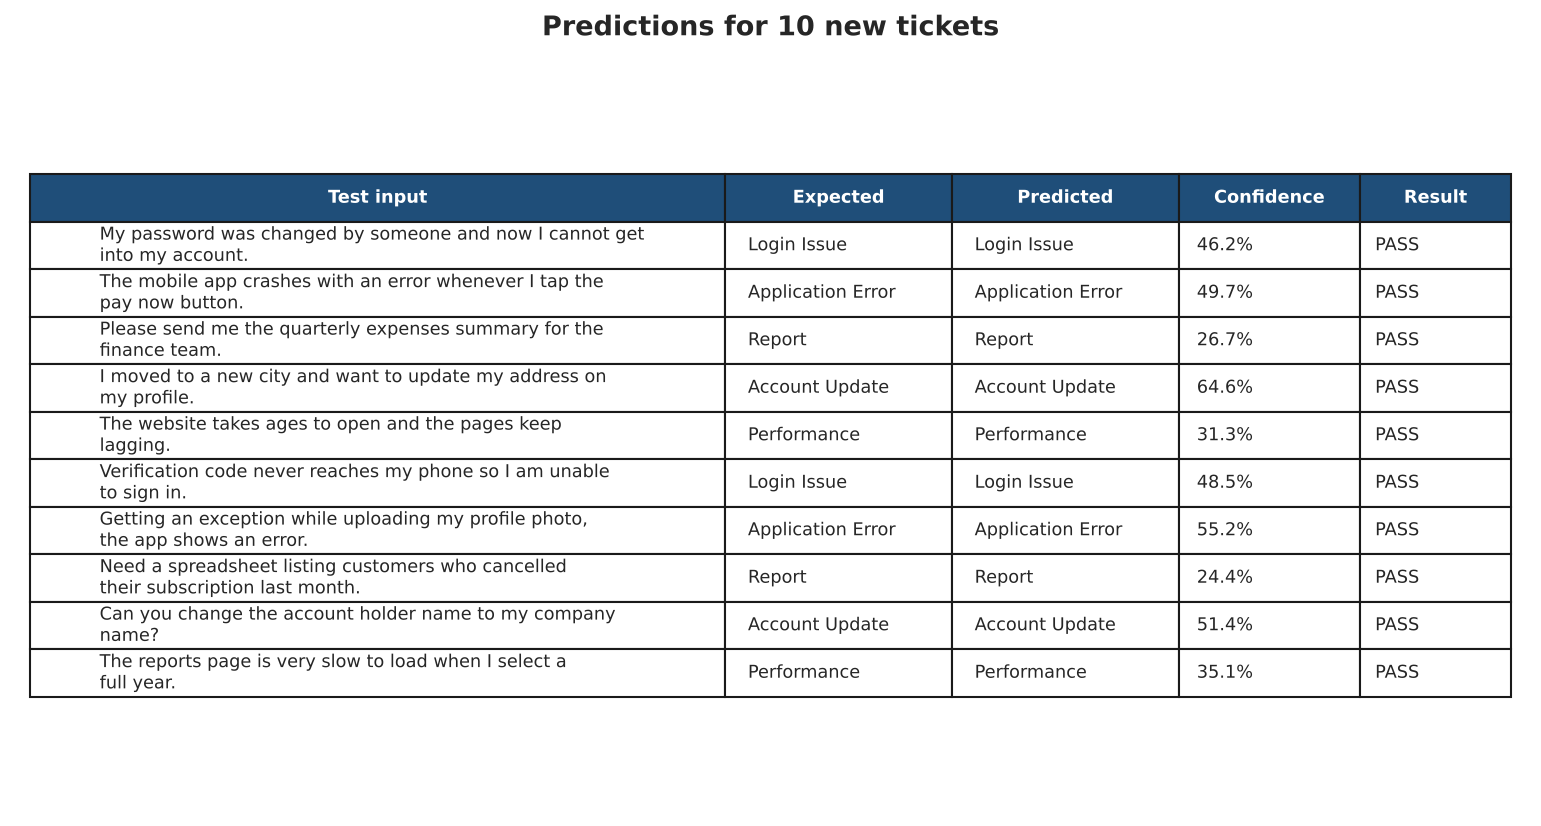 Predictions for 10 new tickets
Test input Expected Predicted Confidence Result
My password was changed by someone and now I cannot get
into my account. Login Issue Login Issue 46.2% PASS
The mobile app crashes with an error whenever I tap the
pay now button. Application Error Application Error 49.7% PASS
Please send me the quarterly expenses summary for the
finance team. Report Report 26.7% PASS
I moved to a new city and want to update my address on
my profile. Account Update Account Update 64.6% PASS
The website takes ages to open and the pages keep
lagging. Performance Performance 31.3% PASS
Verification code never reaches my phone so I am unable
to sign in. Login Issue Login Issue 48.5% PASS
Getting an exception while uploading my profile photo,
the app shows an error. Application Error Application Error 55.2% PASS
Need a spreadsheet listing customers who cancelled
their subscription last month. Report Report 24.4% PASS
Can you change the account holder name to my company
name? Account Update Account Update 51.4% PASS
The reports page is very slow to load when I select a
full year. Performance Performance 35.1% PASS